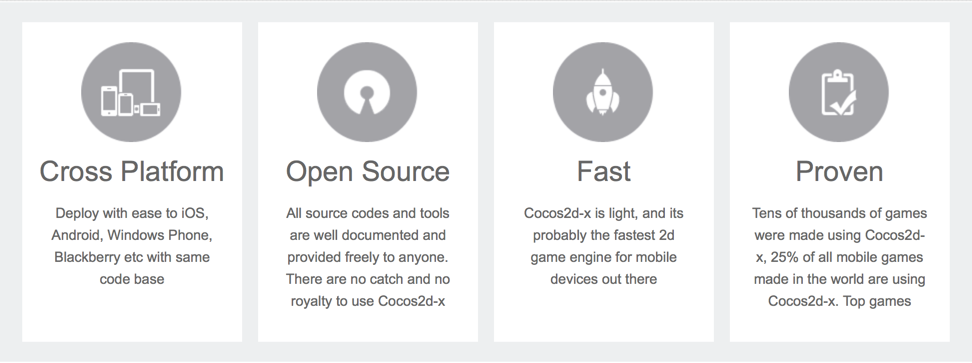 Cross Platform
Deploy with ease to iOS,
Android, Windows Phone,
Blackberry etc with same
code base
Open Source
All source codes and tools
are well documented and
provided freely to anyone.
There are no catch and no
royalty to use Cocos2d-x
Fast
Cocos2d-x is light, and its
probably the fastest 2d
game engine for mobile
devices out there
Proven
Tens of thousands of games
were made using Cocos2d-
x, 25% of all mobile games
made in the world are using
Cocos2d-x. Top games